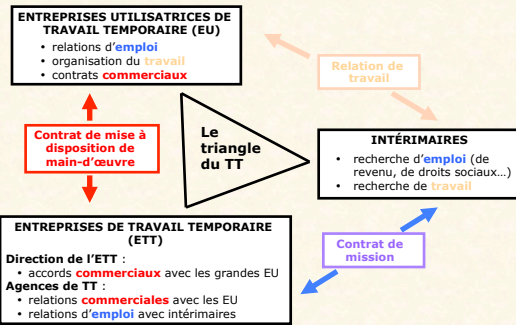 ENTREPRISES UTILISATRICES DE
TRAVAIL TEMPORAIRE (EU)
• relations d'emploi
• organisation du travail
• contrats commerciaux
Relation de
travail
Contrat de mise à
disposition de
main-d'œuvre
Le
triangle
du TT
INTÉRIMAIRES
• recherche d'emploi (de
revenu, de droits sociaux…)
• recherche de travail
ENTREPRISES DE TRAVAIL TEMPORAIRE
(ETT)
Direction de l'ETT :
• accords commerciaux avec les grandes EU
Agences de TT :
• relations commerciales avec les EU
• relations d'emploi avec intérimaires
Contrat de
mission